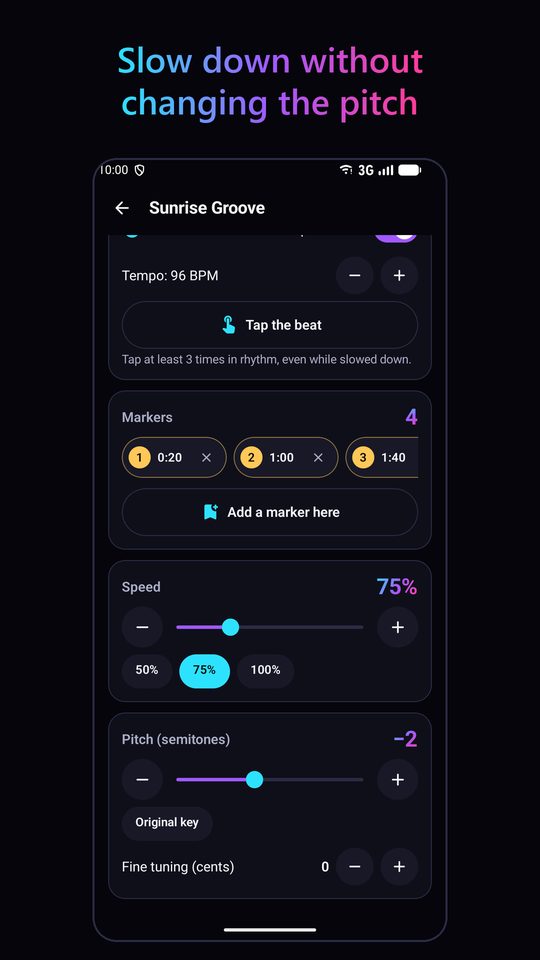 Slow down without
changing the pitch
10:00 3G
Sunrise Groove
Tempo: 96 BPM − +
Tap the beat
Tap at least 3 times in rhythm, even while slowed down.
Markers 4
1 0:20 × 2 1:00 × 3 1:40
Add a marker here
Speed 75%
− +
50% 75% 100%
Pitch (semitones) −2
− +
Original key
Fine tuning (cents) 0 − +